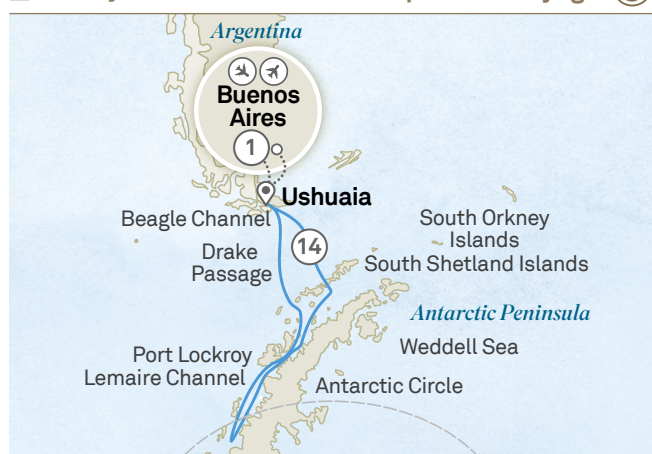 Argentina
Buenos
Aires
1
Ushuaia
Beagle Channel
South Orkney
Islands
14
Drake
Passage
South Shetland Islands
Antarctic Peninsula
Weddell Sea
Port Lockroy
Lemaire Channel
Antarctic Circle